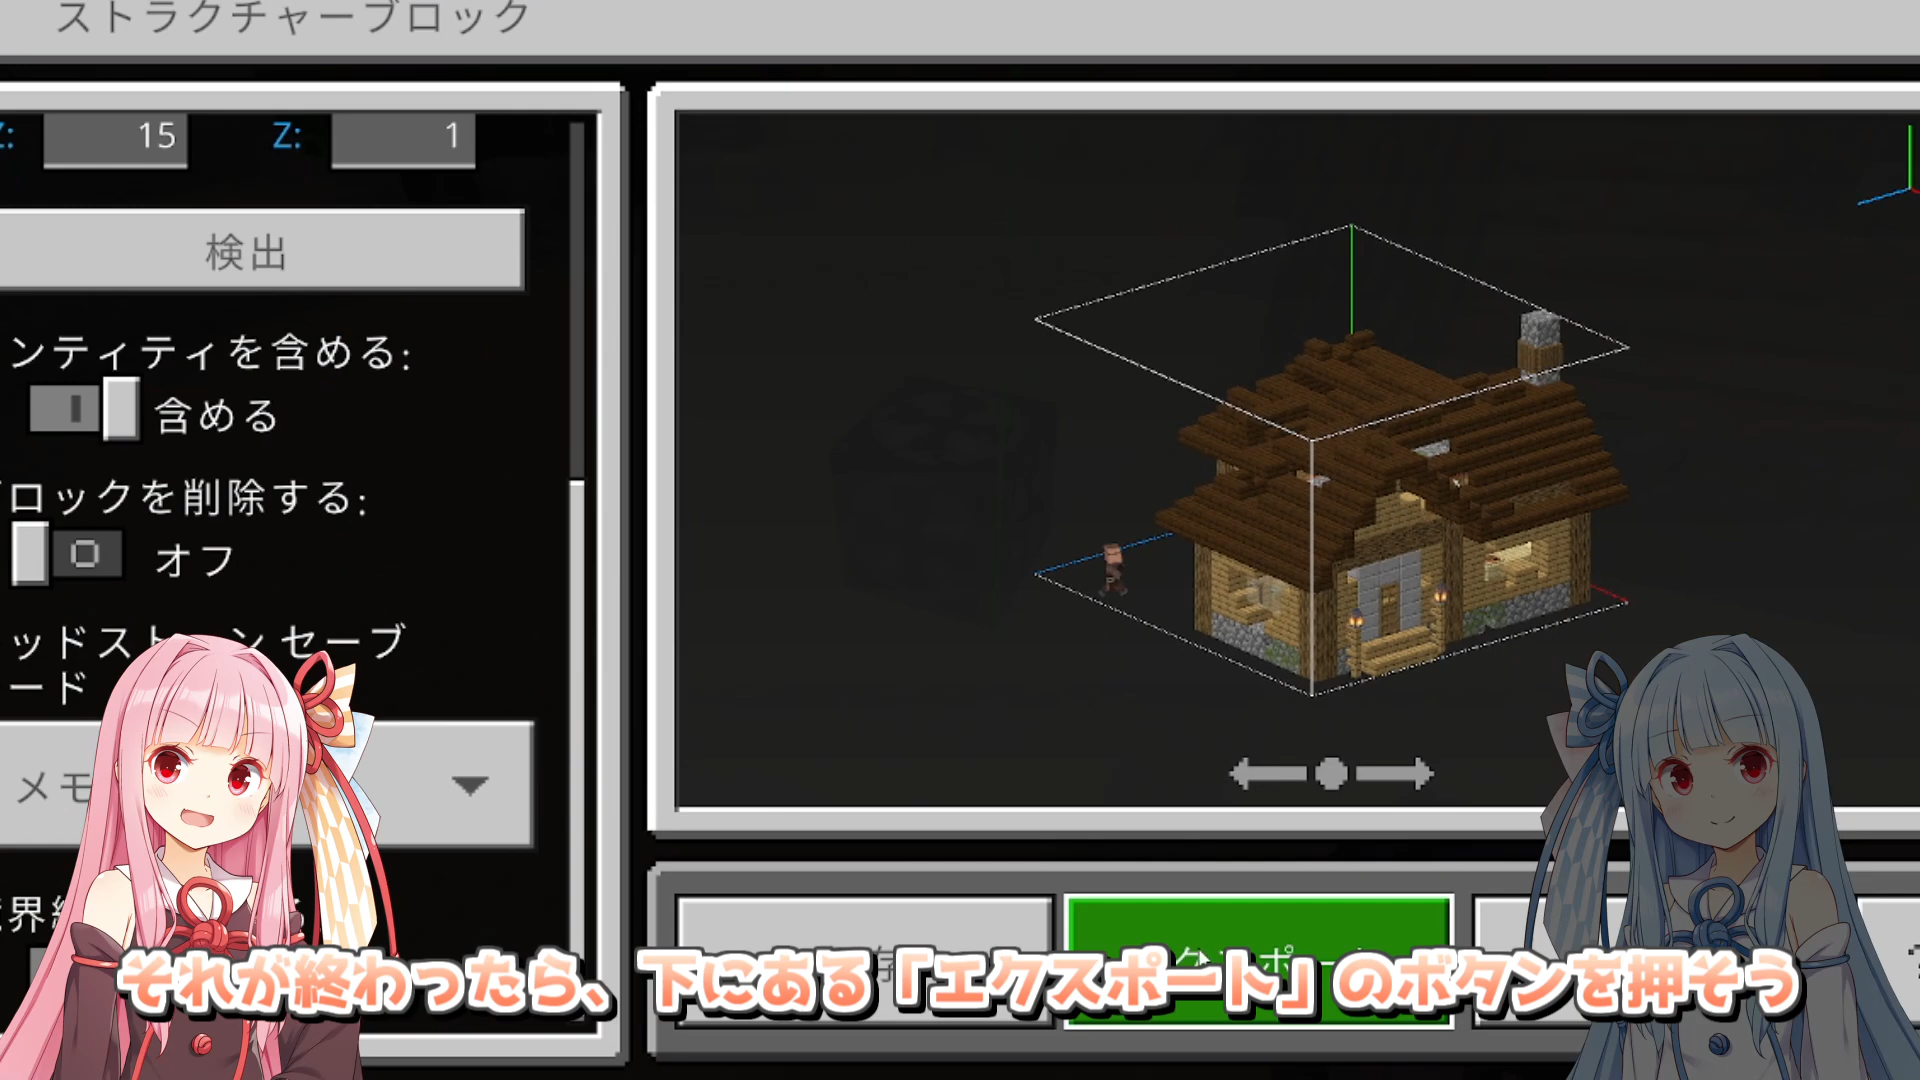 ストラクチャーブロック
Z: 15 Z: 1
検出
ンティティを含める:
含める
ロックを削除する:
オフ
ッドストーン セーブ
ード
メモ
界
それが終わったら、下にある「エクスポート」のボタンを押そう